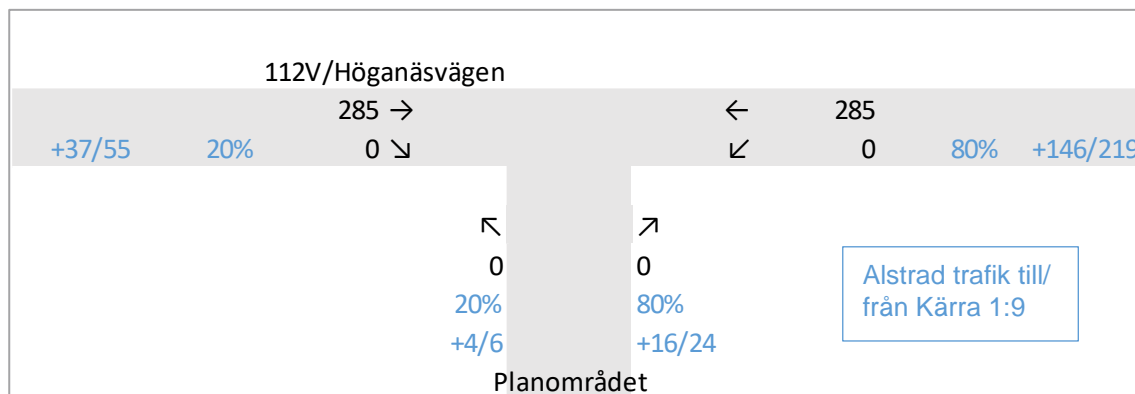 112V/Höganäsvägen
285 → ← 285
+37/55 20% 0 ↘ ↙ 0 80% +146/219
↖ ↗
0 0
20% 80%
+4/6 +16/24
Alstrad trafik till/
från Kärra 1:9
Planområdet